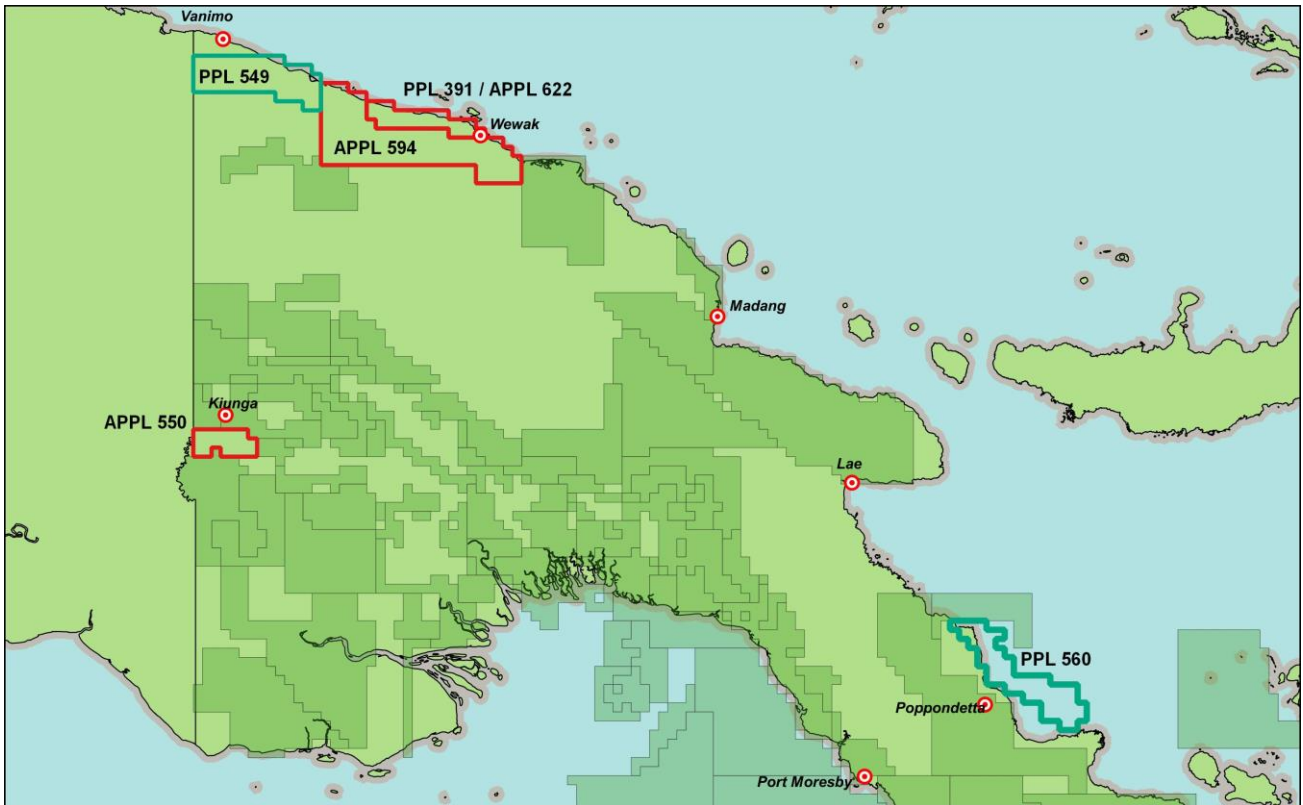 Vanimo
PPL 549
PPL 391 / APPL 622
Wewak
APPL 594
Madang
Kiunga
APPL 550
Lae
PPL 560
Poppondetta
Port Moresby